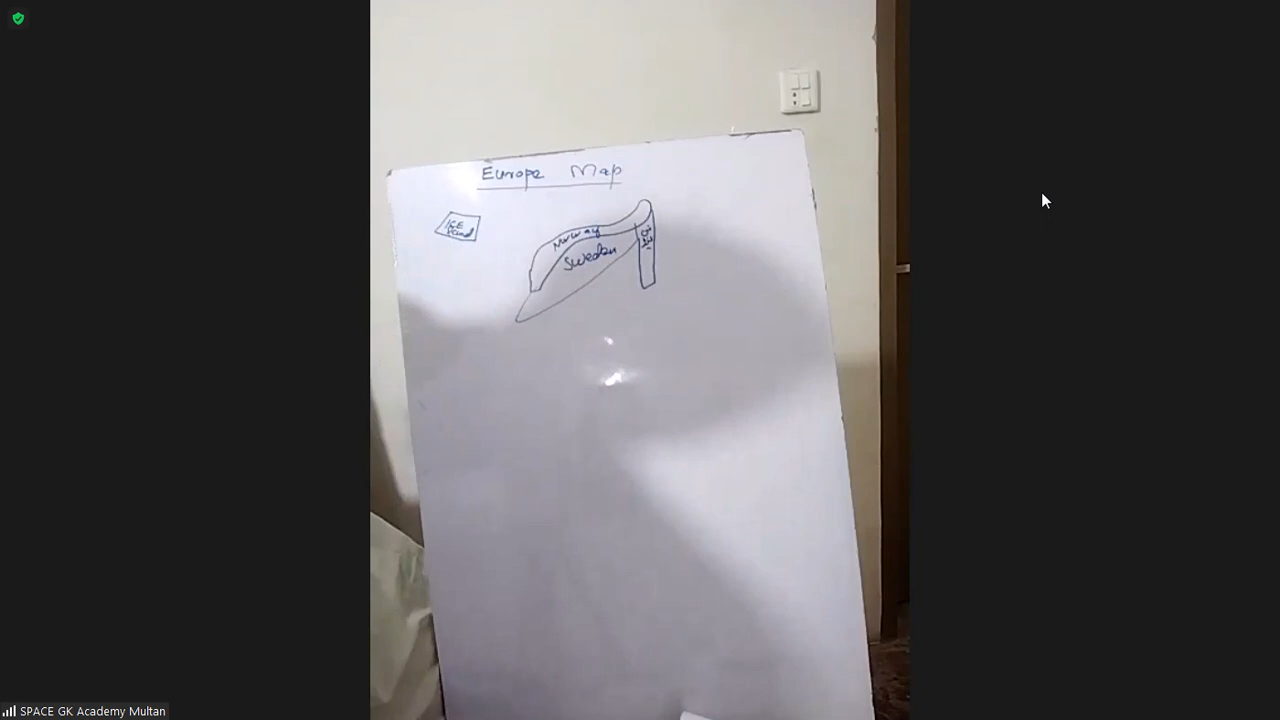 Europe Map
ICE
land
Norway
Sweden
SPACE GK Academy Multan